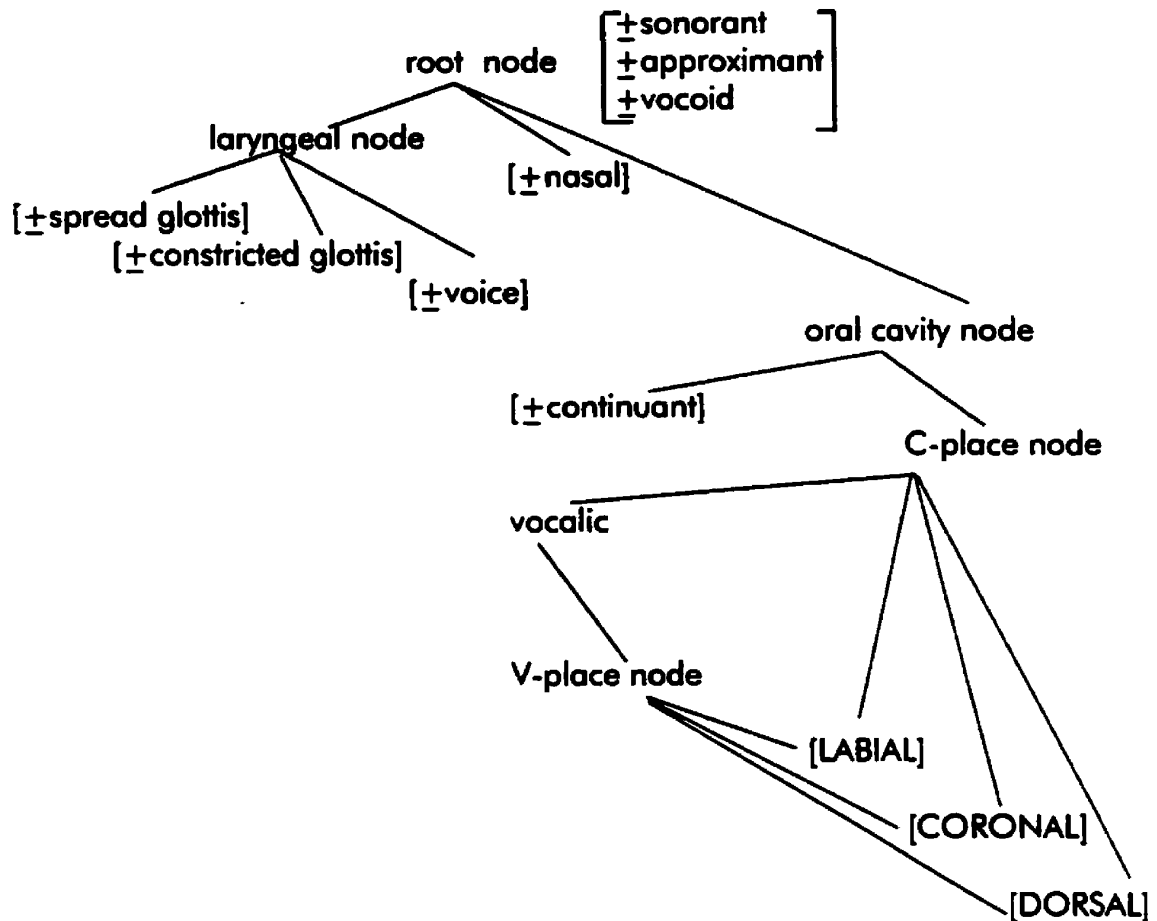 [±sonorant
±approximant
±vocoid]
root node
laryngeal node
[±nasal]
[±spread glottis]
[±constricted glottis]
[±voice]
oral cavity node
[±continuant]
C-place node
vocalic
V-place node
[LABIAL]
[CORONAL]
[DORSAL]